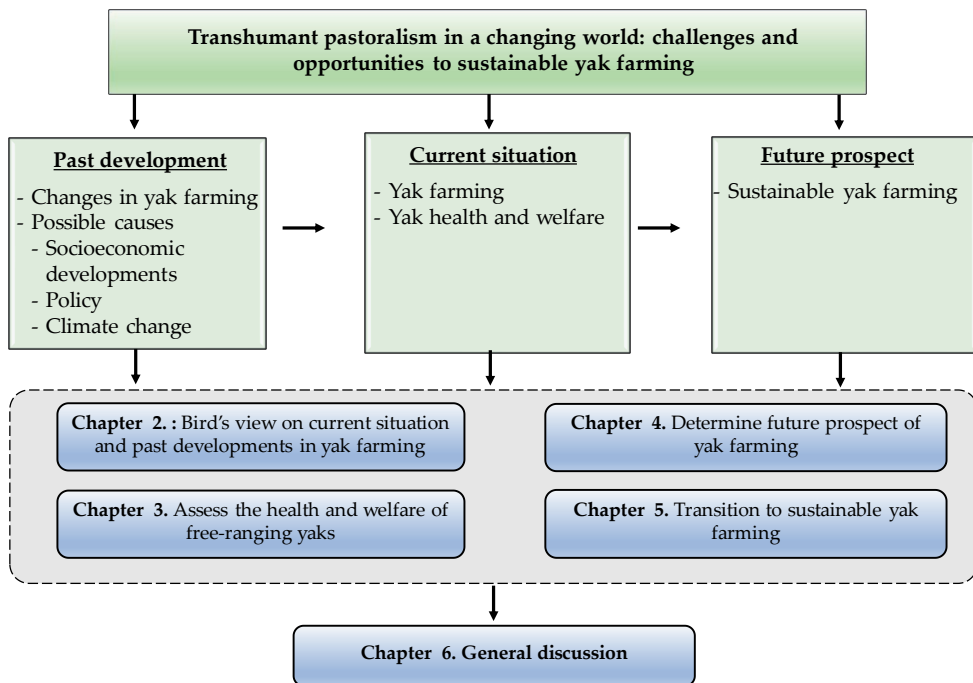 Transhumant pastoralism in a changing world: challenges and
opportunities to sustainable yak farming
Past development
- Changes in yak farming
- Possible causes
- Socioeconomic
developments
- Policy
- Climate change
Current situation
- Yak farming
- Yak health and welfare
Future prospect
- Sustainable yak farming
Chapter 2. : Bird's view on current situation
and past developments in yak farming
Chapter 3. Assess the health and welfare of
free-ranging yaks
Chapter 4. Determine future prospect of
yak farming
Chapter 5. Transition to sustainable yak
farming
Chapter 6. General discussion